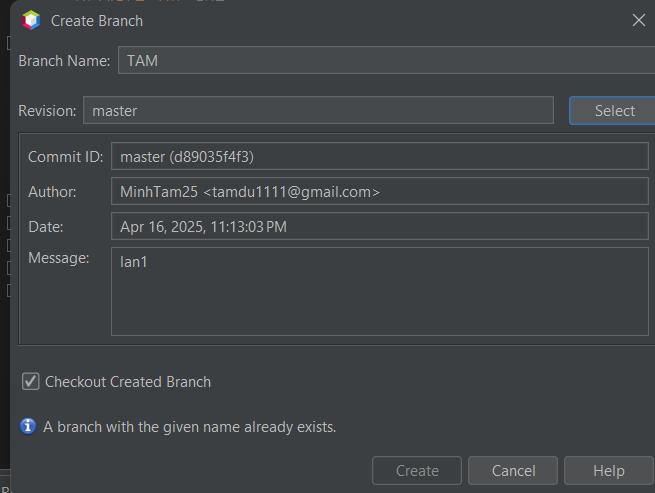 Create Branch
Branch Name: TAM
Revision: master Select
Commit ID: master (d89035f4f3)
Author: MinhTam25 <tamdu1111@gmail.com>
Date: Apr 16, 2025, 11:13:03 PM
Message: lan1
Checkout Created Branch
A branch with the given name already exists.
Create Cancel Help